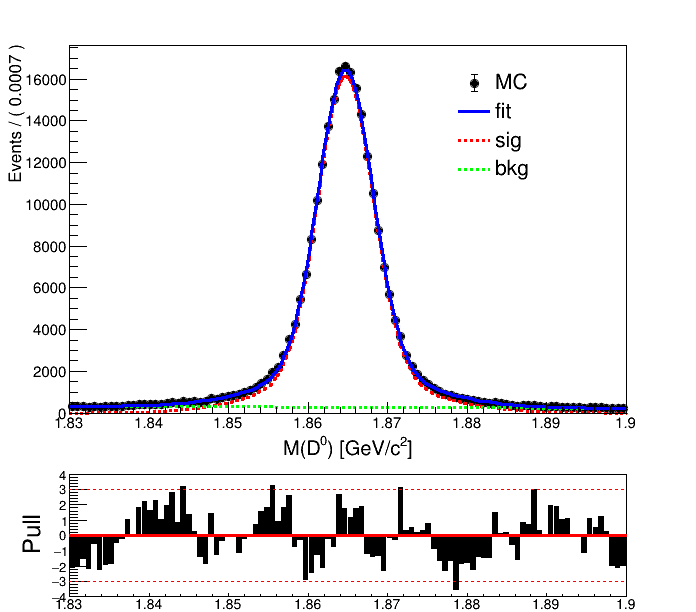 Events / ( 0.0007 )
16000
14000
12000
10000
8000
6000
4000
2000
0
MC
fit
sig
bkg
1.83 1.84 1.85 1.86 1.87 1.88 1.89 1.9
M(D⁰) [GeV/c²]
Pull
4
3
2
1
0
−1
−2
−3
−4
1.83 1.84 1.85 1.86 1.87 1.88 1.89 1.9